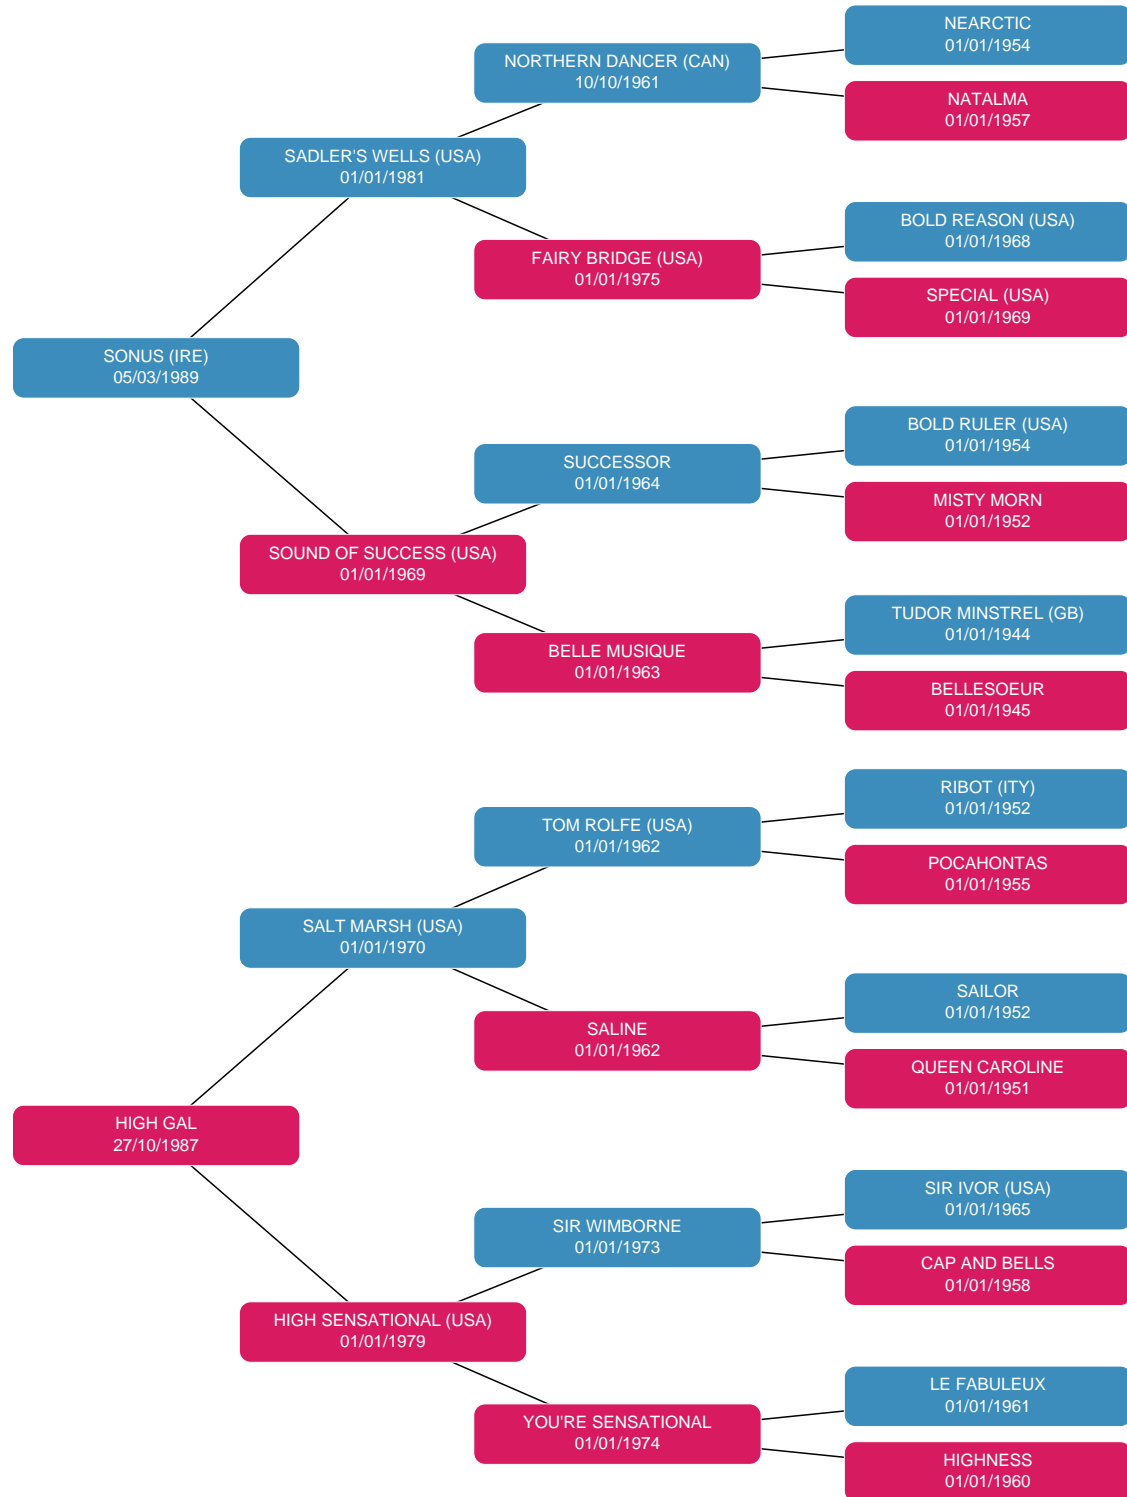 NEARCTIC
01/01/1954
NORTHERN DANCER (CAN)
10/10/1961
NATALMA
01/01/1957
SADLER'S WELLS (USA)
01/01/1981
BOLD REASON (USA)
01/01/1968
FAIRY BRIDGE (USA)
01/01/1975
SPECIAL (USA)
01/01/1969
SONUS (IRE)
05/03/1989
BOLD RULER (USA)
01/01/1954
SUCCESSOR
01/01/1964
MISTY MORN
01/01/1952
SOUND OF SUCCESS (USA)
01/01/1969
TUDOR MINSTREL (GB)
01/01/1944
BELLE MUSIQUE
01/01/1963
BELLESOEUR
01/01/1945
RIBOT (ITY)
01/01/1952
TOM ROLFE (USA)
01/01/1962
POCAHONTAS
01/01/1955
SALT MARSH (USA)
01/01/1970
SAILOR
01/01/1952
SALINE
01/01/1962
QUEEN CAROLINE
01/01/1951
HIGH GAL
27/10/1987
SIR IVOR (USA)
01/01/1965
SIR WIMBORNE
01/01/1973
CAP AND BELLS
01/01/1958
HIGH SENSATIONAL (USA)
01/01/1979
LE FABULEUX
01/01/1961
YOU'RE SENSATIONAL
01/01/1974
HIGHNESS
01/01/1960